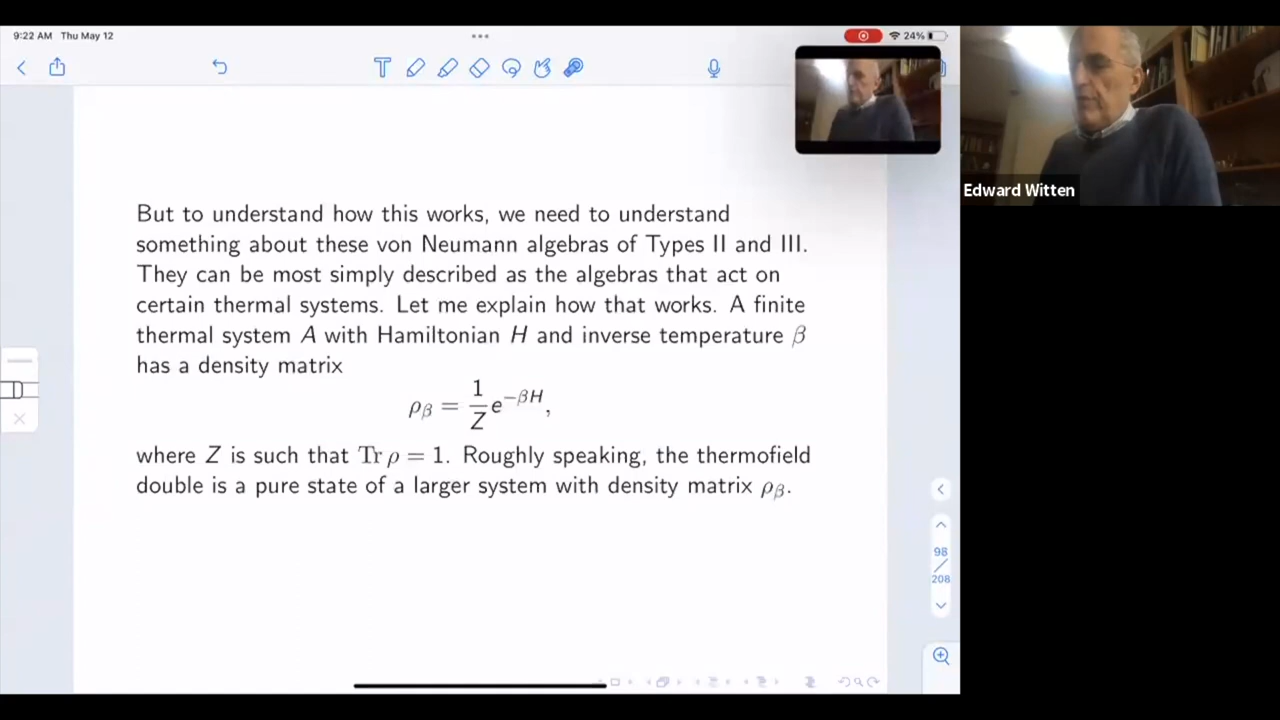 9:22 AM Thu May 12
24%
But to understand how this works, we need to understand
something about these von Neumann algebras of Types II and III.
They can be most simply described as the algebras that act on
certain thermal systems. Let me explain how that works. A finite
thermal system A with Hamiltonian H and inverse temperature β
has a density matrix
ρ_β = 1/Z e^{−βH},
where Z is such that Tr ρ = 1. Roughly speaking, the thermofield
double is a pure state of a larger system with density matrix ρ_β.
98
/
208
Edward Witten